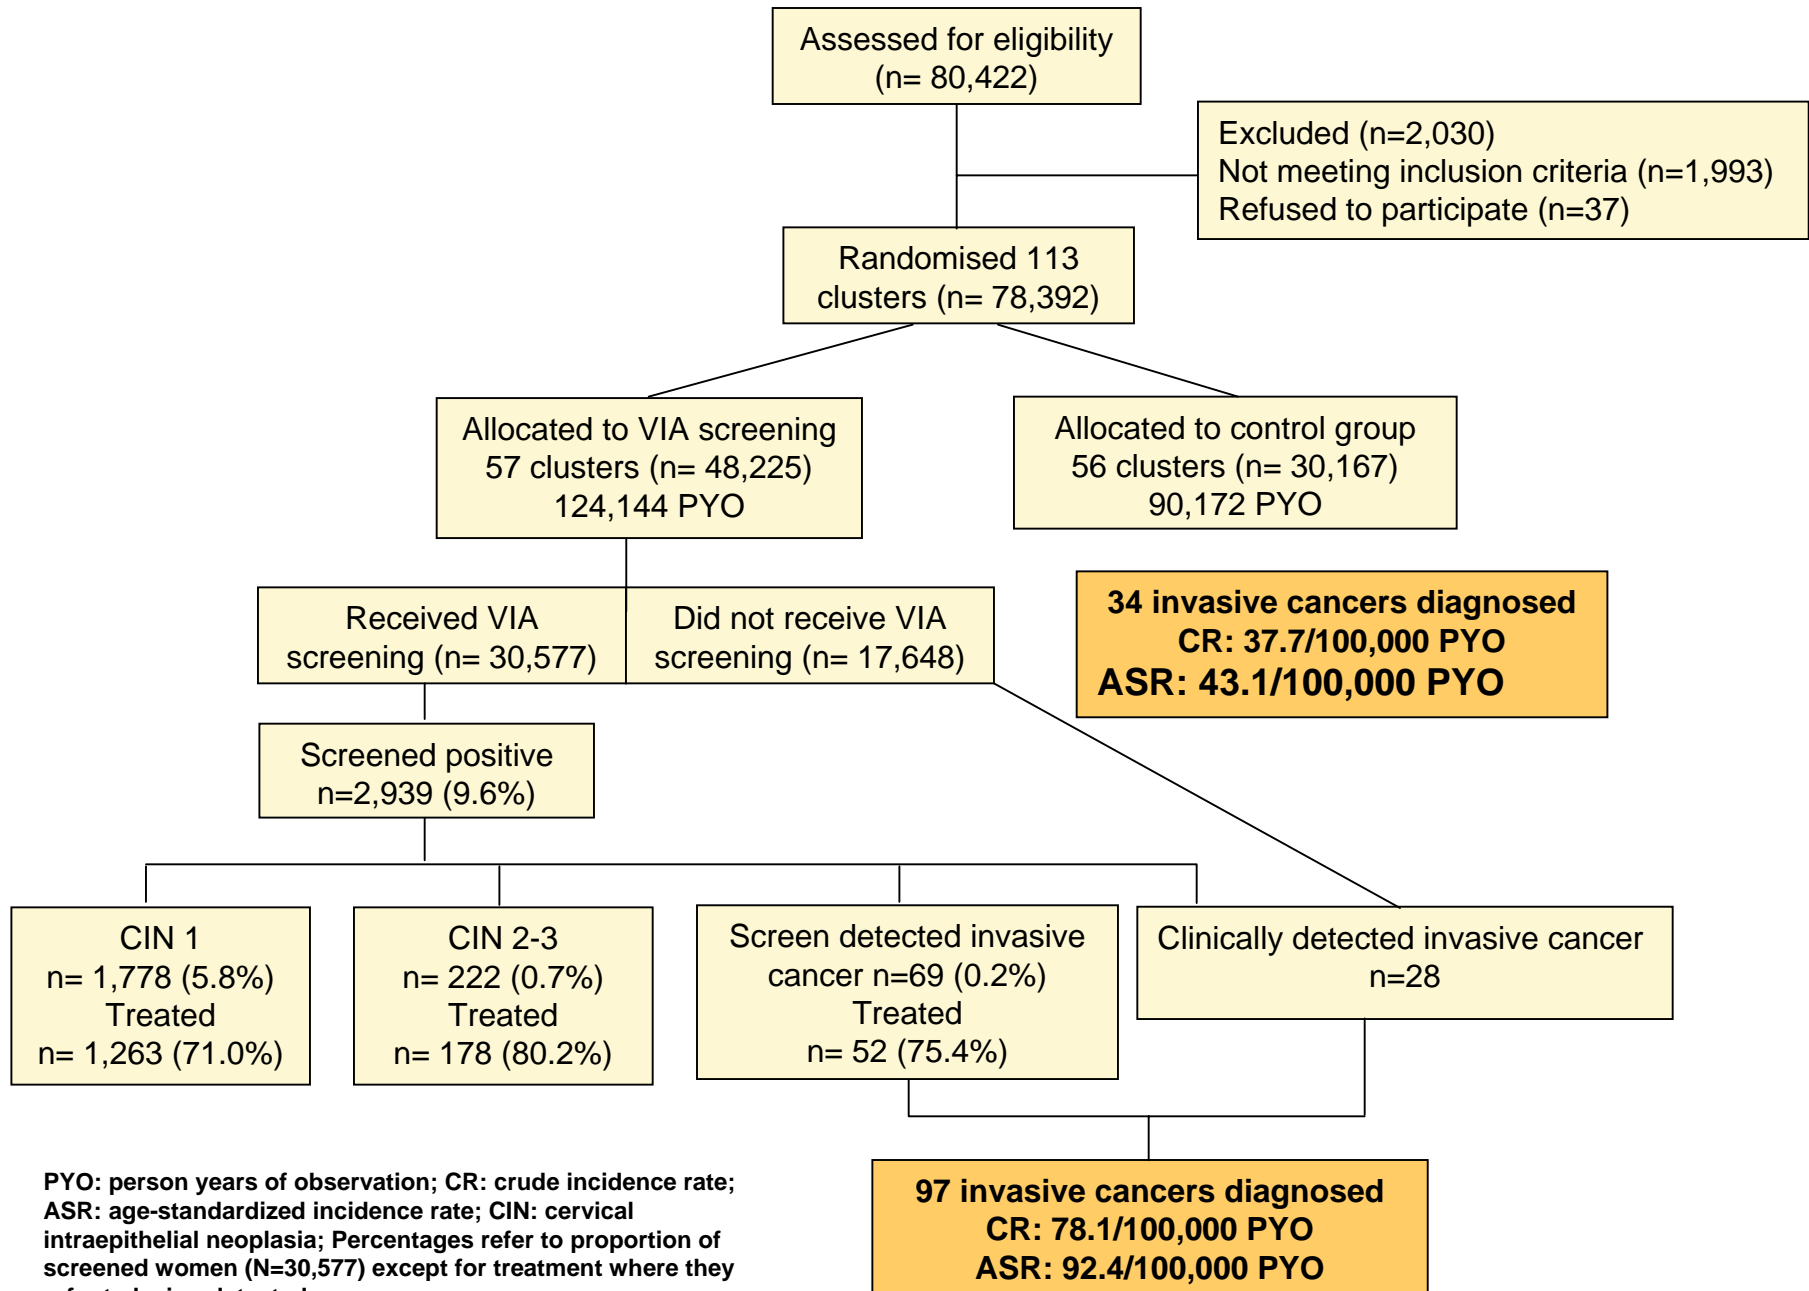 Assessed for eligibility
(n= 80,422)
Excluded (n=2,030)
Not meeting inclusion criteria (n=1,993)
Refused to participate (n=37)
Randomised 113
clusters (n= 78,392)
Allocated to VIA screening
57 clusters (n= 48,225)
124,144 PYO
Allocated to control group
56 clusters (n= 30,167)
90,172 PYO
Received VIA
screening (n= 30,577)
Did not receive VIA
screening (n= 17,648)
34 invasive cancers diagnosed
CR: 37.7/100,000 PYO
ASR: 43.1/100,000 PYO
Screened positive
n=2,939 (9.6%)
CIN 1
n= 1,778 (5.8%)
Treated
n= 1,263 (71.0%)
CIN 2-3
n= 222 (0.7%)
Treated
n= 178 (80.2%)
Screen detected invasive
cancer n=69 (0.2%)
Treated
n= 52 (75.4%)
Clinically detected invasive cancer
n=28
97 invasive cancers diagnosed
CR: 78.1/100,000 PYO
ASR: 92.4/100,000 PYO
PYO: person years of observation; CR: crude incidence rate;
ASR: age-standardized incidence rate; CIN: cervical
intraepithelial neoplasia; Percentages refer to proportion of
screened women (N=30,577) except for treatment where they